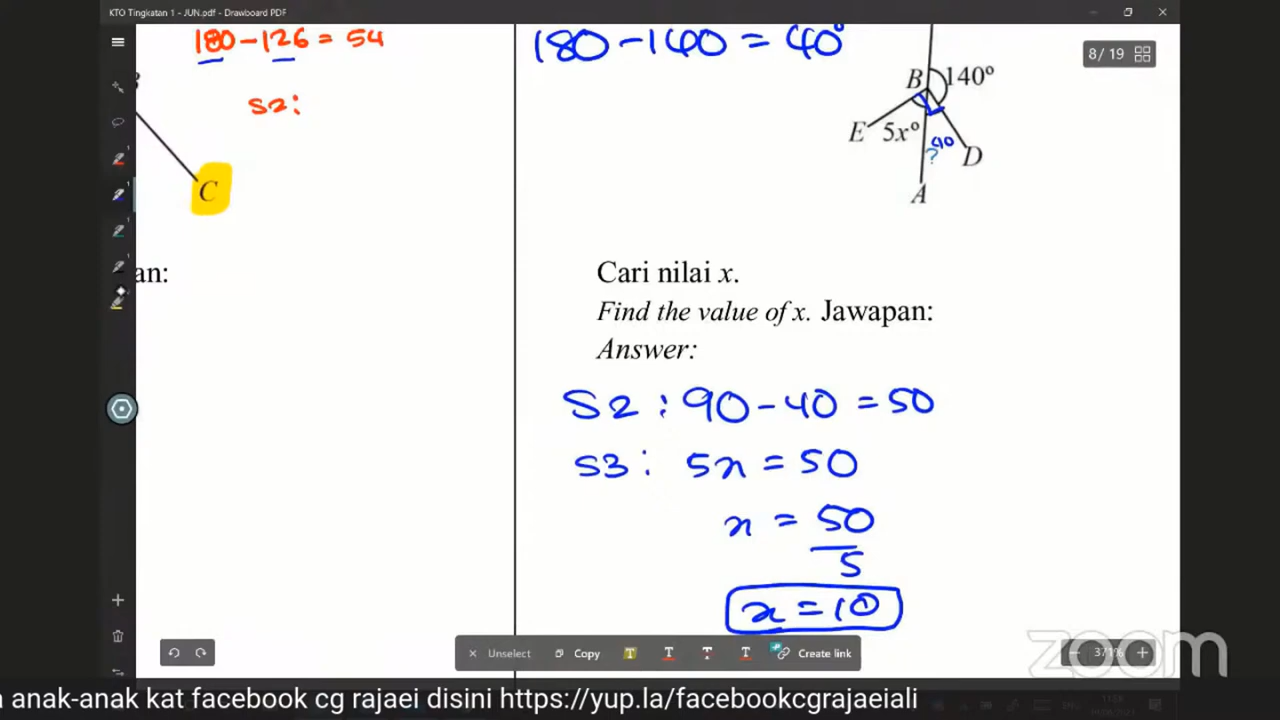 KTO Tingkatan 1 - JUN.pdf - Drawboard PDF
8 / 19
180 - 126 = 54
S2 :
C
an:
180 - 140 = 40°
B
140°
E
5x°
40
?
D
A
Cari nilai x.
Find the value of x. Jawapan:
Answer:
S2 : 90 - 40 = 50
S3 : 5x = 50
x = 50
5
x = 10
Unselect
Copy
T
T
T
T
Create link
371%
zoom
anak-anak kat facebook cg rajaei disini https://yup.la/facebookcgrajaeiali